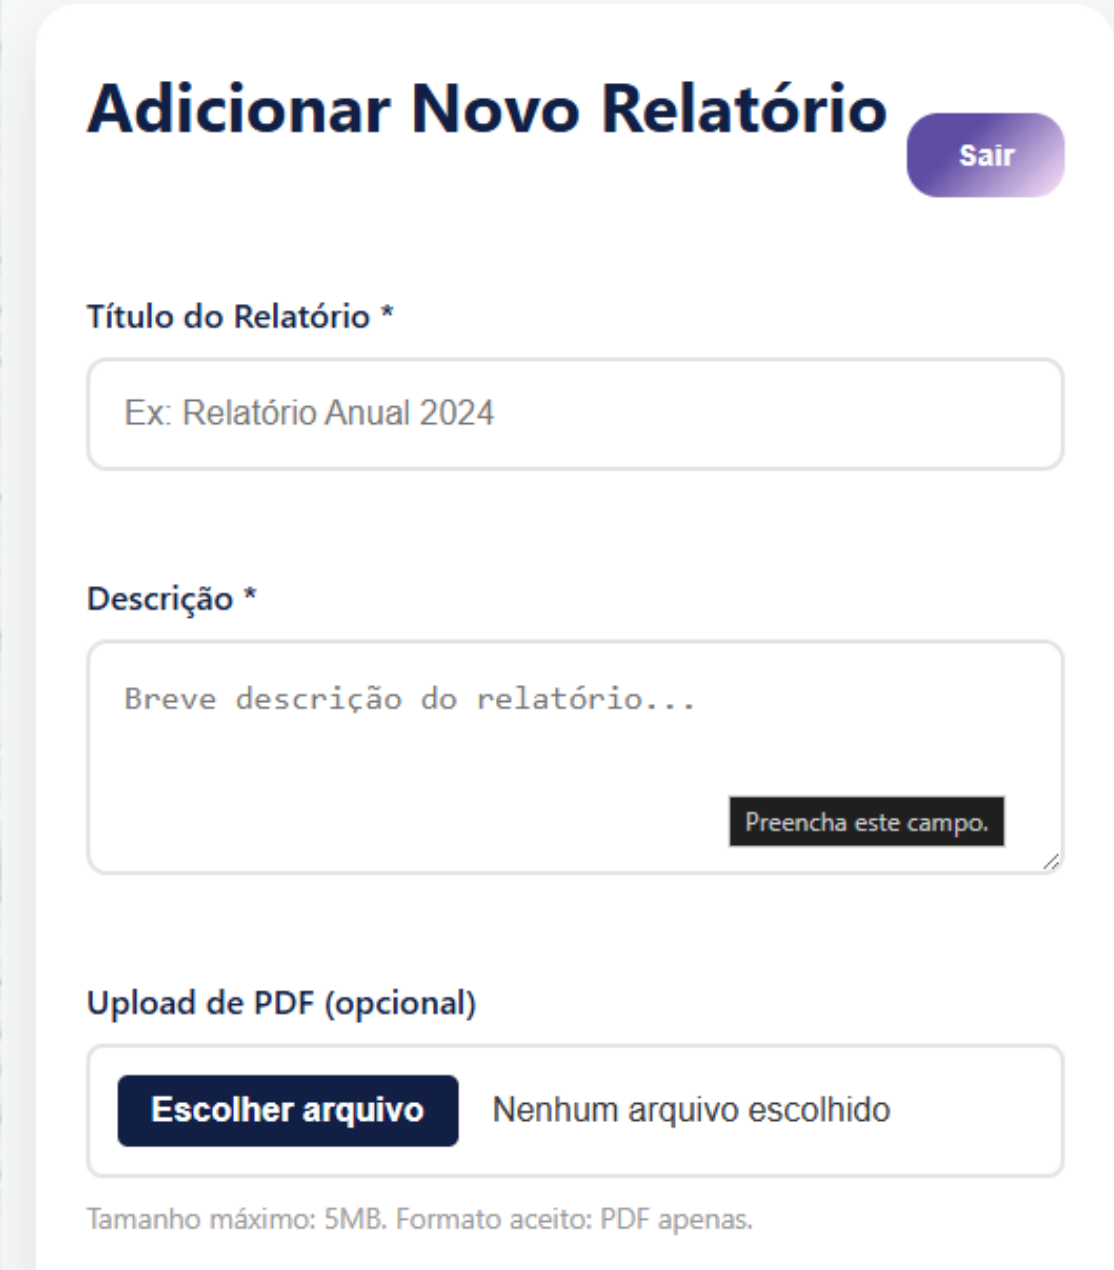 Adicionar Novo Relatório
Sair
Título do Relatório *
Ex: Relatório Anual 2024
Descrição *
Breve descrição do relatório...
Preencha este campo.
Upload de PDF (opcional)
Escolher arquivo Nenhum arquivo escolhido
Tamanho máximo: 5MB. Formato aceito: PDF apenas.